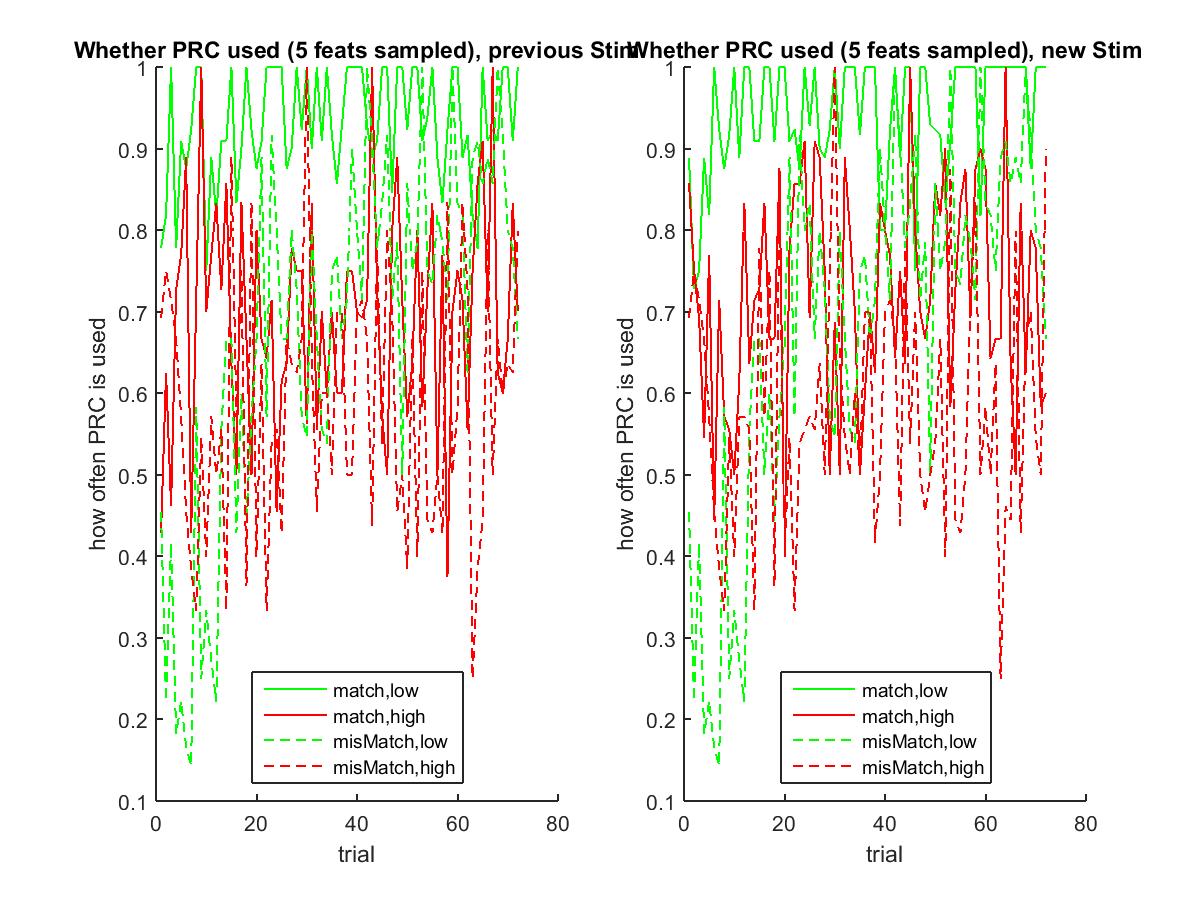 Whether PRC used (5 feats sampled), previous Stim
Whether PRC used (5 feats sampled), new Stim
how often PRC is used
1
0.9
0.8
0.7
0.6
0.5
0.4
0.3
0.2
0.1
match,low
match,high
misMatch,low
misMatch,high
0 20 40 60 80
trial
how often PRC is used
1
0.9
0.8
0.7
0.6
0.5
0.4
0.3
0.2
0.1
match,low
match,high
misMatch,low
misMatch,high
0 20 40 60 80
trial